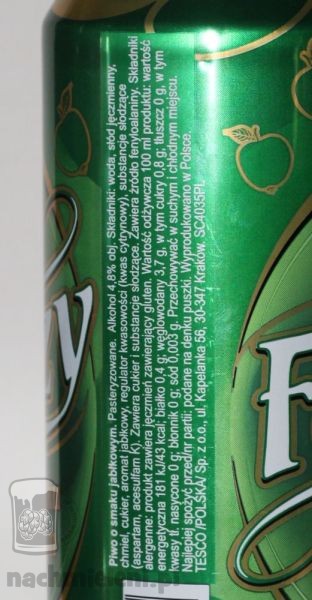 Piwo o smaku jabłkowym. Pasteryzowane. Alkohol 4,8% obj. Składniki: woda, słód jęczmienny,
chmiel, cukier, aromat jabłkowy, regulator kwasowości (kwas cytrynowy), substancje słodzące
(aspartam, acesulfam K). Zawiera cukier i substancje słodzące. Zawiera źródło fenyloalaniny. Składniki
alergenne: produkt zawiera jęczmień zawierający gluten. Wartość odżywcza 100 ml produktu: wartość
energetyczna 181 kJ/43 kcal; białko 0,4 g; węglowodany 3,7 g, w tym cukry 0,8 g; tłuszcz 0 g, w tym
kwasy tł. nasycone 0 g; błonnik 0 g; sód 0,003 g. Przechowywać w suchym i chłodnym miejscu.
Najlepiej spożyć przed/nr partii: podane na denku puszki. Wyprodukowano w Polsce.
TESCO /POLSKA/ Sp. z o.o., ul. Kapelanka 56, 30-347 Kraków. SC4035PL